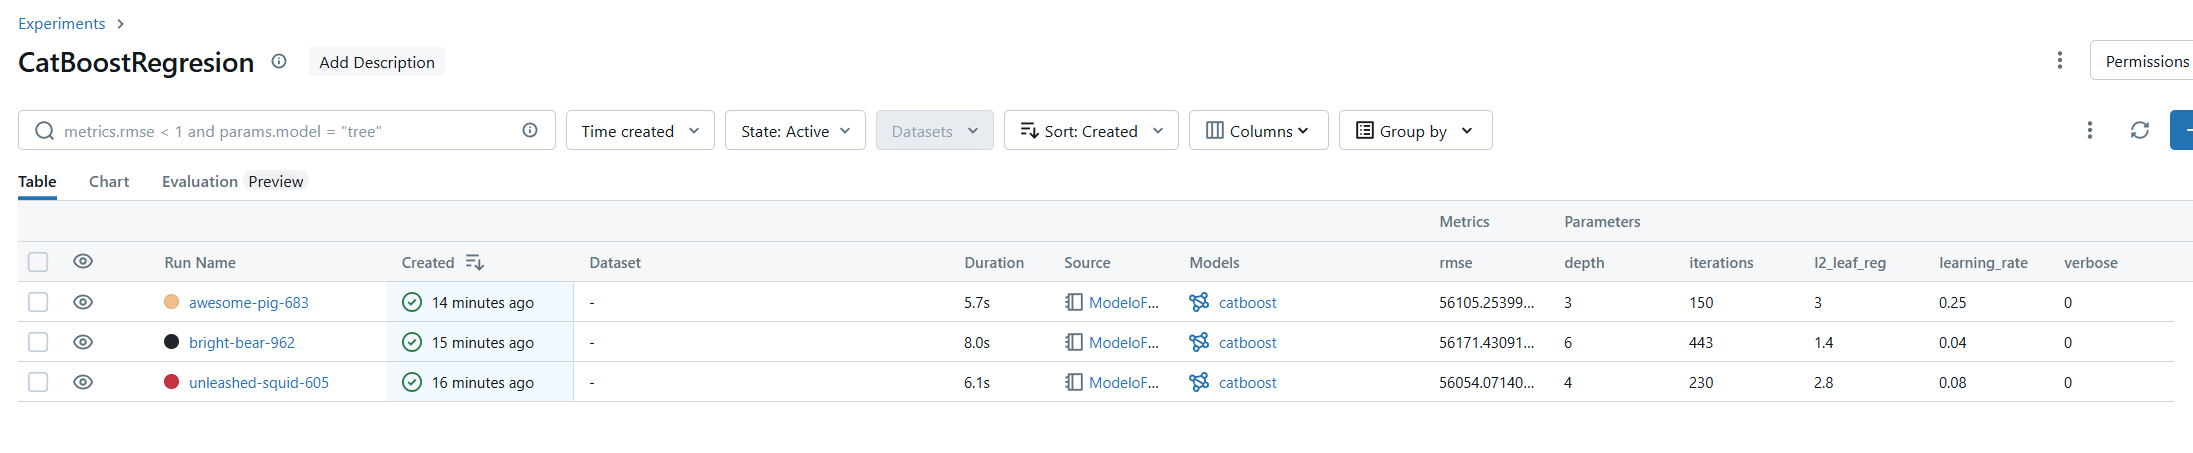 Experiments >
CatBoostRegresion Add Description Permissions
metrics.rmse < 1 and params.model = "tree" Time created State: Active Datasets Sort: Created Columns Group by
Table Chart Evaluation Preview
Metrics Parameters
Run Name Created Dataset Duration Source Models rmse depth iterations l2_leaf_reg learning_rate verbose
awesome-pig-683 14 minutes ago - 5.7s ModeloF... catboost 56105.25399... 3 150 3 0.25 0
bright-bear-962 15 minutes ago - 8.0s ModeloF... catboost 56171.43091... 6 443 1.4 0.04 0
unleashed-squid-605 16 minutes ago - 6.1s ModeloF... catboost 56054.07140... 4 230 2.8 0.08 0